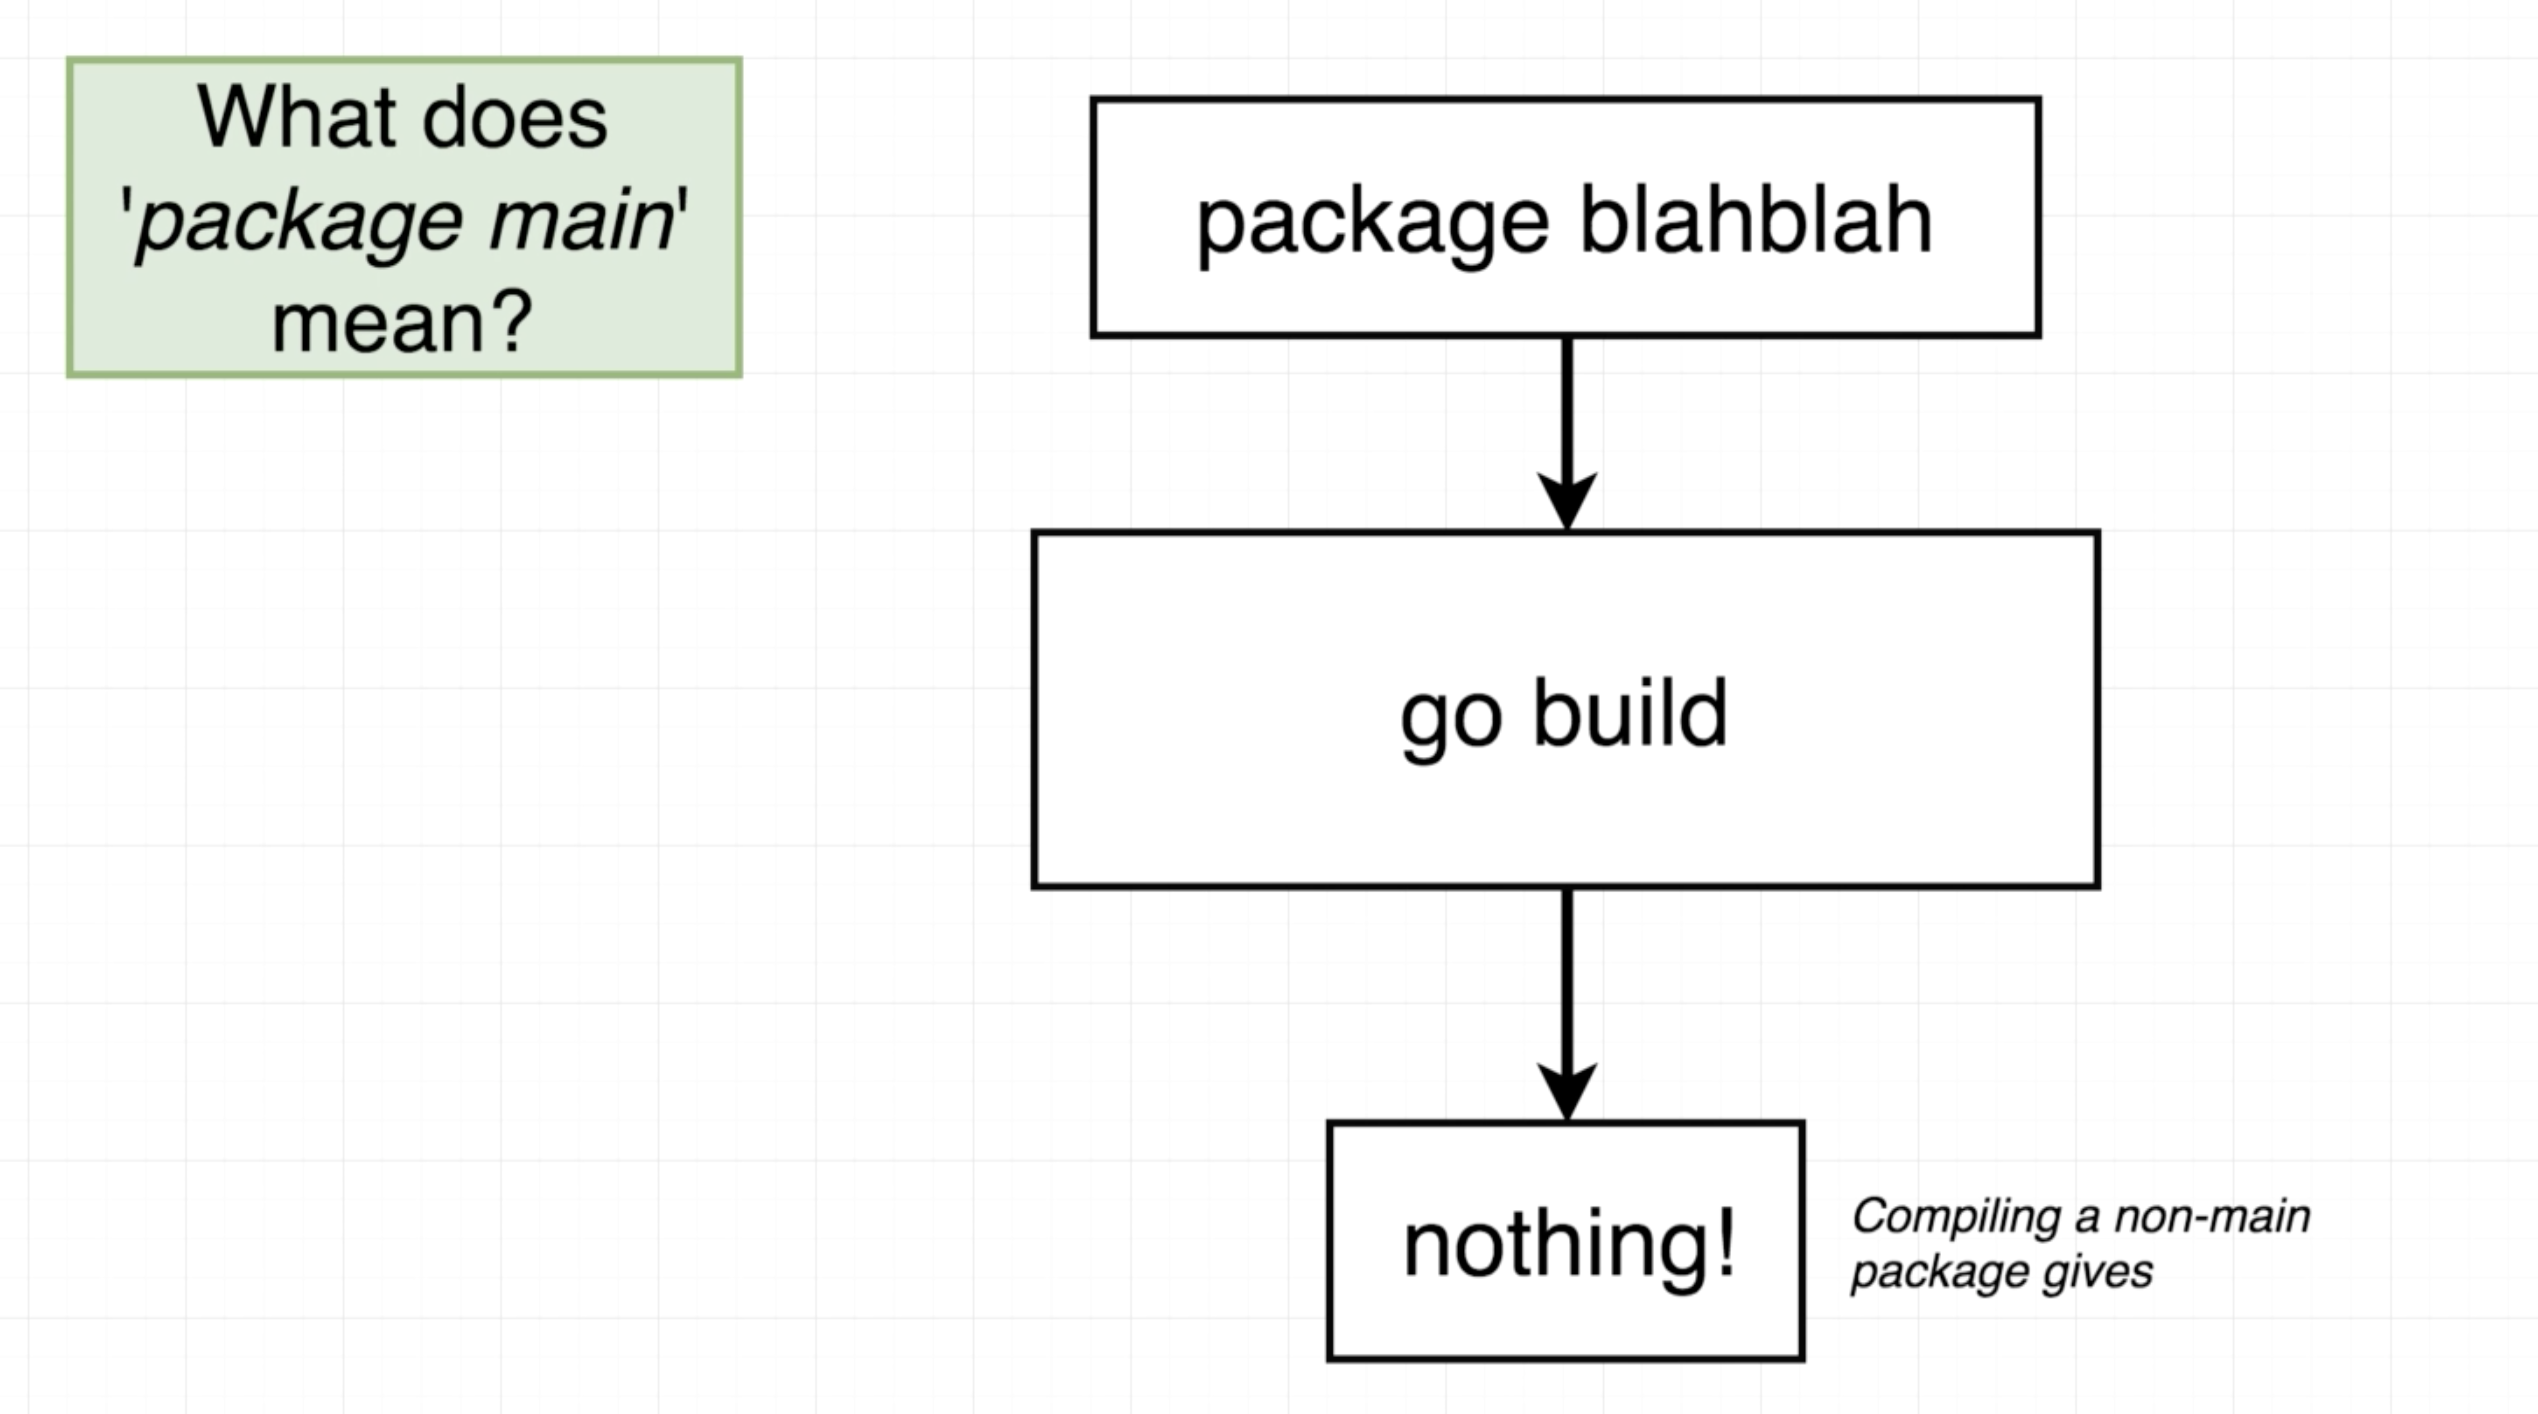 What does
'package main'
mean?
package blahblah
go build
nothing!
Compiling a non-main
package gives